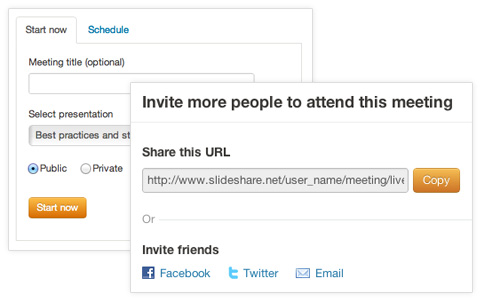 Start now
Schedule
Meeting title (optional)
Select presentation
Best practices and st
Public
Private
Start now
Invite more people to attend this meeting
Share this URL
http://www.slideshare.net/user_name/meeting/live
Copy
Or
Invite friends
Facebook
Twitter
Email